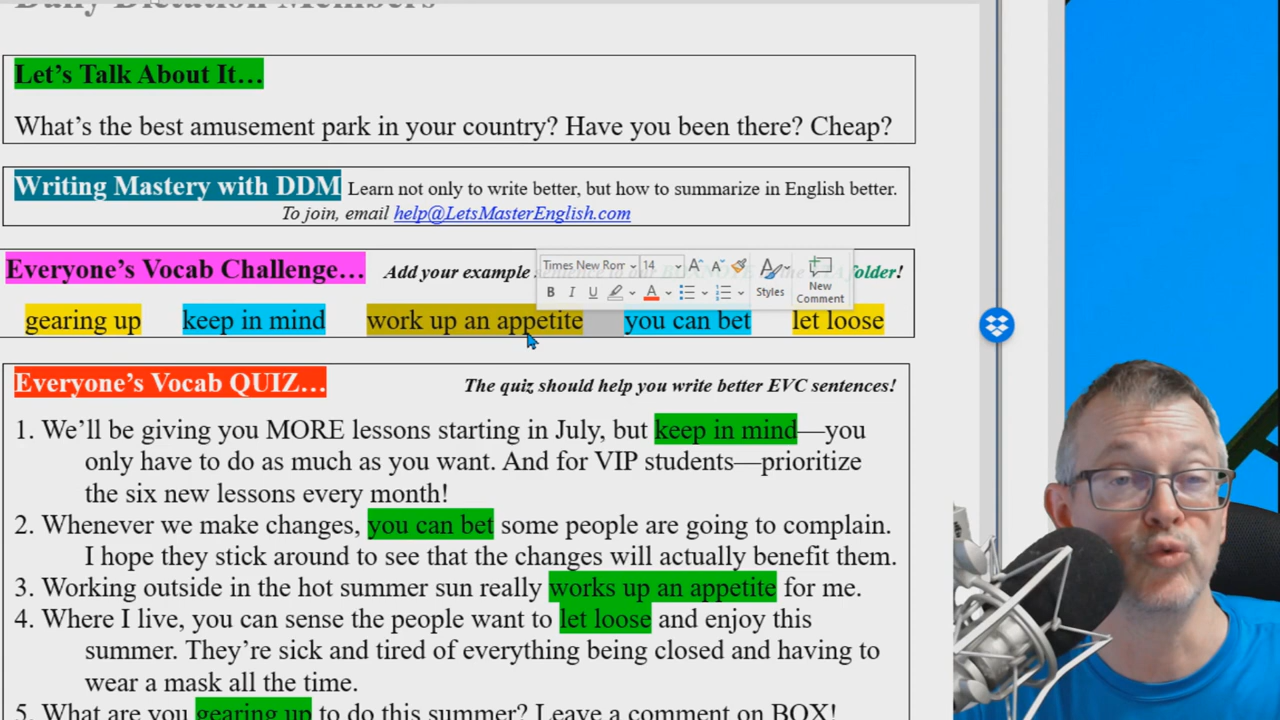 Daily Dictation Members
Let's Talk About It…
What's the best amusement park in your country? Have you been there? Cheap?
Writing Mastery with DDM Learn not only to write better, but how to summarize in English better.
To join, email help@LetsMasterEnglish.com
Everyone's Vocab Challenge… Add your example folder!
Times New Rom 14
B I U A Styles New
Comment
gearing up keep in mind work up an appetite you can bet let loose
Everyone's Vocab QUIZ… The quiz should help you write better EVC sentences!
1. We'll be giving you MORE lessons starting in July, but keep in mind—you
only have to do as much as you want. And for VIP students—prioritize
the six new lessons every month!
2. Whenever we make changes, you can bet some people are going to complain.
I hope they stick around to see that the changes will actually benefit them.
3. Working outside in the hot summer sun really works up an appetite for me.
4. Where I live, you can sense the people want to let loose and enjoy this
summer. They're sick and tired of everything being closed and having to
wear a mask all the time.
5. What are you gearing up to do this summer? Leave a comment on BOX!